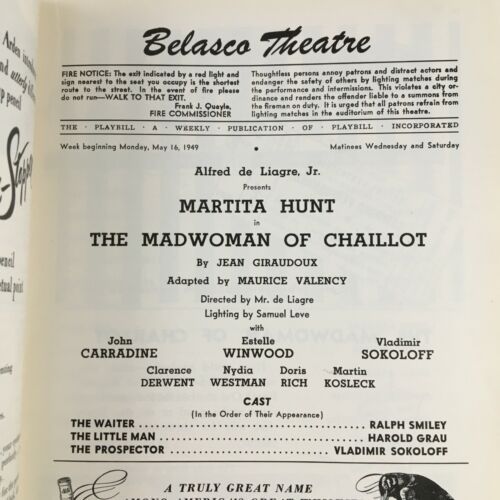 Arden
and utterly
pencil
Stepper
pencil
Belasco Theatre
FIRE NOTICE: The exit indicated by a red light and
sign nearest to the seat you occupy is the shortest
route to the street. In the event of fire please
do not run—WALK TO THAT EXIT.
Frank J. Quayle,
FIRE COMMISSIONER
Thoughtless persons annoy patrons and distract actors and
endanger the safety of others by lighting matches during
the performance and intermissions. This violates a city or-
dinance and renders the offender liable to a summons from
the fireman on duty. It is urged that all patrons refrain from
lighting matches in the auditorium of this theatre.
THE · PLAYBILL · A · WEEKLY · PUBLICATION · OF · PLAYBILL · INCORPORATED
Week beginning Monday, May 16, 1949 • Matinees Wednesday and Saturday
Alfred de Liagre, Jr.
Presents
MARTITA HUNT
in
THE MADWOMAN OF CHAILLOT
By JEAN GIRAUDOUX
Adapted by MAURICE VALENCY
Directed by Mr. de Liagre
Lighting by Samuel Leve
with
John Estelle Vladimir
CARRADINE WINWOOD SOKOLOFF
Clarence Nydia Doris Martin
DERWENT WESTMAN RICH KOSLECK
CAST
(In the Order of Their Appearance)
THE WAITER RALPH SMILEY
THE LITTLE MAN HAROLD GRAU
THE PROSPECTOR VLADIMIR SOKOLOFF
A TRULY GREAT NAME